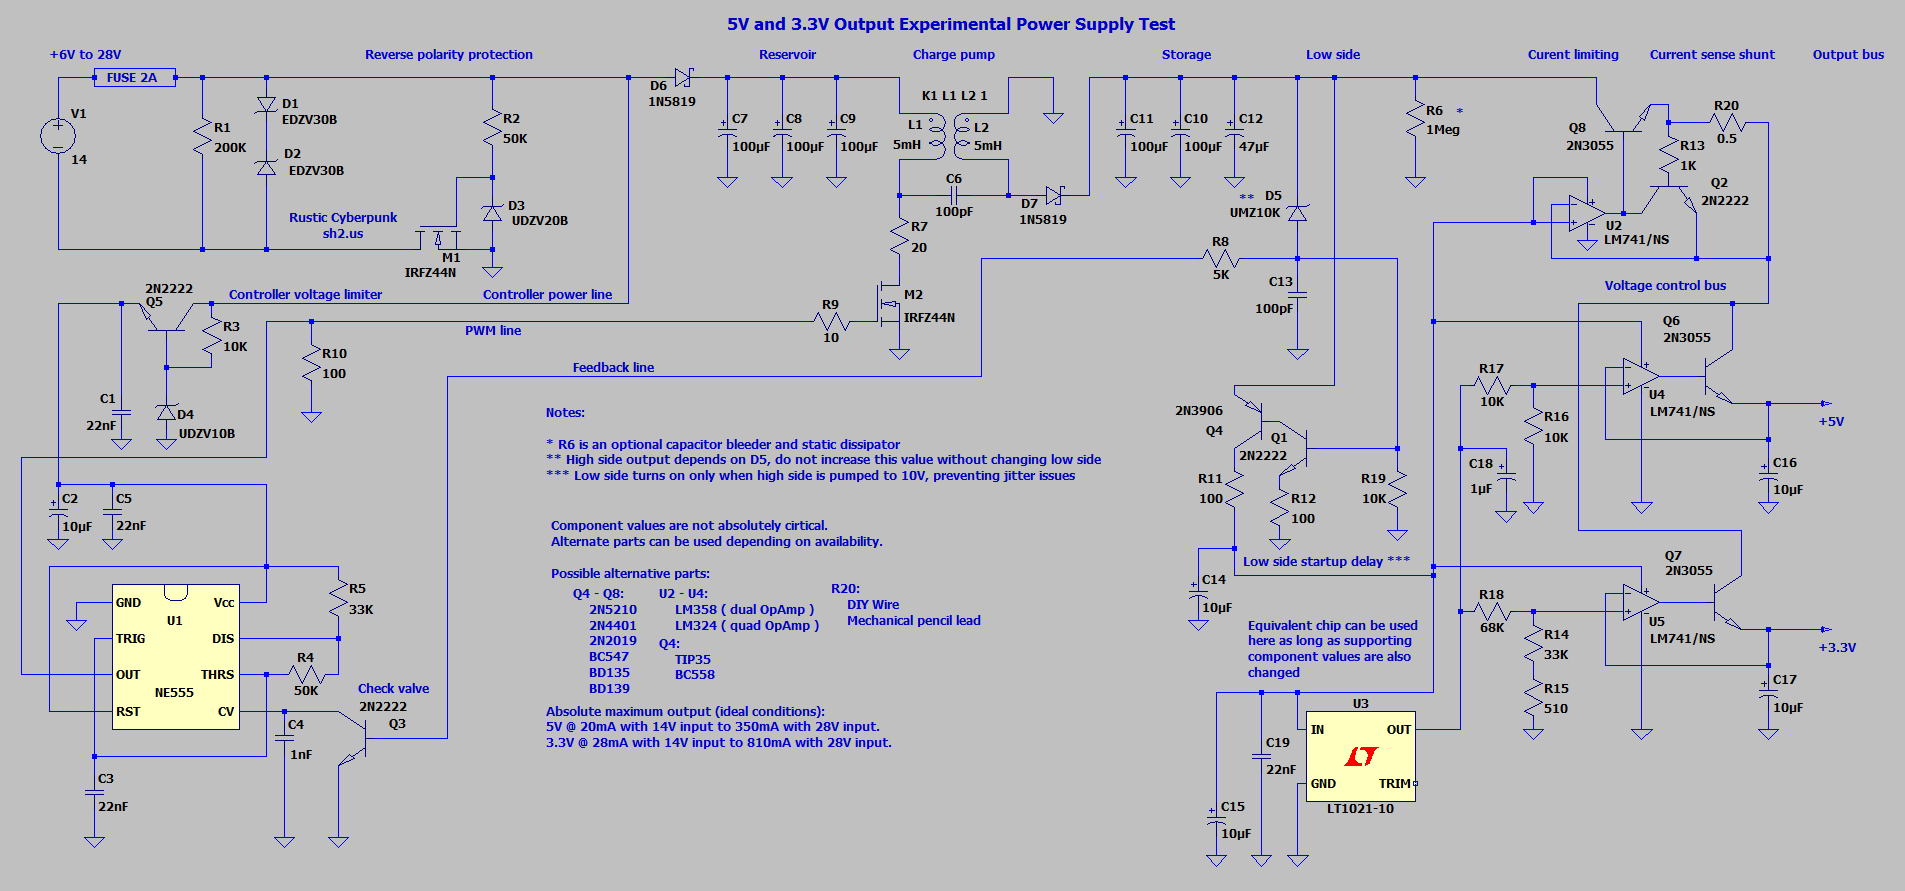 5V and 3.3V Output Experimental Power Supply Test
+6V to 28V
Reverse polarity protection
Reservoir
Charge pump
Storage
Low side
Curent limiting
Current sense shunt
Output bus
FUSE 2A
V1
14
R1
200K
D1
EDZV30B
D2
EDZV30B
R2
50K
D3
UDZV20B
Rustic Cyberpunk
sh2.us
M1
IRFZ44N
D6
1N5819
C7
100µF
C8
100µF
C9
100µF
K1 L1 L2 1
L1
5mH
L2
5mH
C6
100pF
D7
1N5819
R7
20
M2
IRFZ44N
R9
10
C11
100µF
C10
100µF
C12
47µF
** D5
UMZ10K
R6 *
1Meg
R8
5K
C13
100pF
Q8
2N3055
R20
0.5
R13
1K
Q2
2N2222
U2
LM741/NS
Voltage control bus
2N2222
Q5
Controller voltage limiter
Controller power line
PWM line
R3
10K
R10
100
C1
22nF
D4
UDZV10B
Feedback line
Notes:
* R6 is an optional capacitor bleeder and static dissipator
** High side output depends on D5, do not increase this value without changing low side
*** Low side turns on only when high side is pumped to 10V, preventing jitter issues
Component values are not absolutely cirtical.
Alternate parts can be used depending on availability.
Possible alternative parts:
Q4 - Q8:
2N5210
2N4401
2N2019
BC547
BD135
BD139
U2 - U4:
LM358 ( dual OpAmp )
LM324 ( quad OpAmp )
Q4:
TIP35
BC558
R20:
DIY Wire
Mechanical pencil lead
Absolute maximum output (ideal conditions):
5V @ 20mA with 14V input to 350mA with 28V input.
3.3V @ 28mA with 14V input to 810mA with 28V input.
C2
10µF
C5
22nF
GND
TRIG
OUT
RST
Vcc
DIS
THRS
CV
U1
NE555
R5
33K
R4
50K
Check valve
2N2222
Q3
C4
1nF
C3
22nF
2N3906
Q4
Q1
2N2222
R11
100
R12
100
R19
10K
C14
10µF
Low side startup delay ***
Equivalent chip can be used
here as long as supporting
component values are also
changed
U3
IN
OUT
GND
TRIM
LT1021-10
C19
22nF
C15
10µF
Q6
2N3055
R17
10K
R16
10K
U4
LM741/NS
+5V
C18
1µF
C16
10µF
Q7
2N3055
R18
68K
R14
33K
R15
510
U5
LM741/NS
+3.3V
C17
10µF